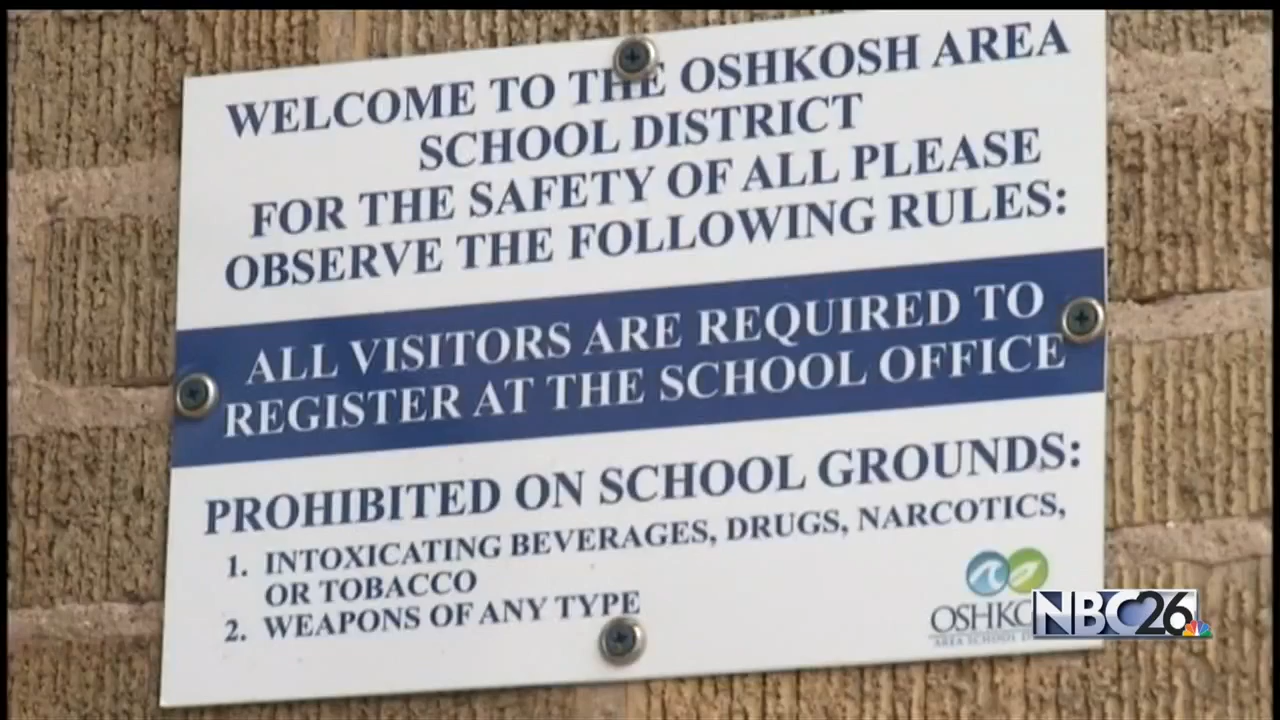 WELCOME TO THE OSHKOSH AREA
SCHOOL DISTRICT
FOR THE SAFETY OF ALL PLEASE
OBSERVE THE FOLLOWING RULES:
ALL VISITORS ARE REQUIRED TO
REGISTER AT THE SCHOOL OFFICE
PROHIBITED ON SCHOOL GROUNDS:
1. INTOXICATING BEVERAGES, DRUGS, NARCOTICS,
OR TOBACCO
2. WEAPONS OF ANY TYPE
AREA SCHOOL
NBC26